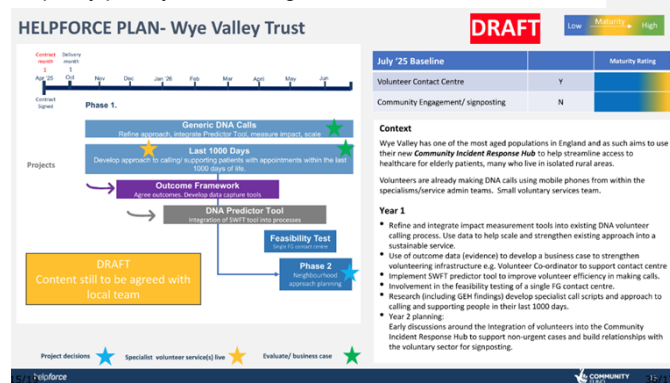 HELPFORCE PLAN- Wye Valley Trust
DRAFT
Low
Maturity
High
Contract month 1
Delivery month 1
Apr '25
Oct
Nov
Dec
Jan '26
Feb
Mar
April
May
Jun
Contract Signed
Phase 1.
Projects
Generic DNA Calls
Refine approach, integrate Predictor Tool, measure impact, scale
Last 1000 Days
Develop approach to calling/ supporting patients with appointments within the last
1000 days of life.
Outcome Framework
Agree outcomes. Develop data capture tools
DNA Predictor Tool
Integration of SWFT tool into processes
Feasibility Test
Single FG contact centre
Phase 2
Neighbourhood
approach planning
DRAFT
Content still to be agreed with
local team
Project decisions
Specialist volunteer service(s) live
Evaluate/ business case
July '25 Baseline
Maturity Rating
Volunteer Contact Centre
Y
Community Engagement/ signposting
N
Context
Wye Valley has one of the most aged populations in England and as such aims to use
their new Community Incident Response Hub to help streamline access to
healthcare for elderly patients, many who live in isolated rural areas.
Volunteers are already making DNA calls using mobile phones from within the
specialisms/service admin teams. Small voluntary services team.
Year 1
• Refine and integrate impact measurement tools into existing DNA volunteer
calling process. Use data to help scale and strengthen existing approach into a
sustainable service.
• Use of outcome data (evidence) to develop a business case to strengthen
volunteering infrastructure e.g. Volunteer Co-ordinator to support contact centre
• Implement SWFT predictor tool to improve volunteer efficiency in making calls.
• Involvement in the feasibility testing of a single FG contact centre.
• Research (including GEH findings) develop specialist call scripts and approach to
calling and supporting people in their last 1000 days.
• Year 2 planning:
Early discussions around the Integration of volunteers into the Community
Incident Response Hub to support non-urgent cases and build relationships with
the voluntary sector for signposting.
helpforce
COMMUNITY
FUND